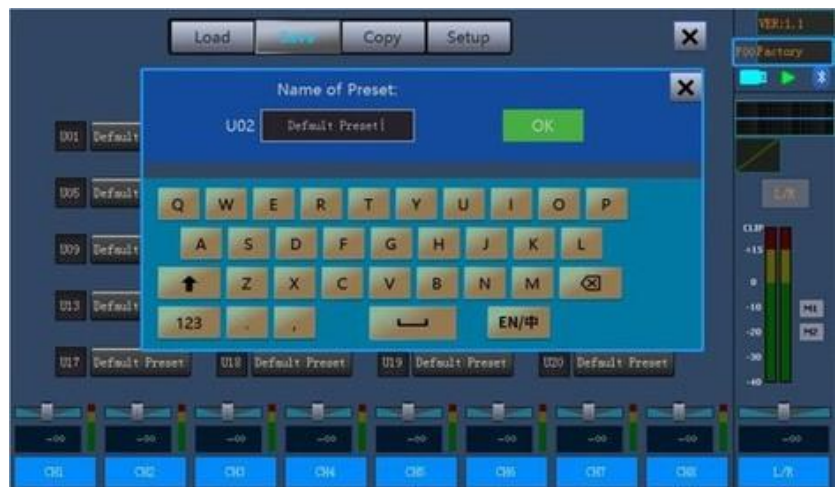 Load Save Copy Setup
VER:1.1
F00 Factory
Name of Preset:
U02 Default Preset OK
U01 Default
U05 Default
U09 Default
U13 Default
Q W E R T Y U I O P
A S D F G H J K L
Z X C V B N M
123 . , EN/中
U17 Default Preset U18 Default Preset U19 Default Preset U20 Default Preset
L/R
CLIP
+15
0
-10
-20
-30
-40
M1
M2
-∞ -∞ -∞ -∞ -∞ -∞ -∞ -∞ -∞
CH1 CH2 CH3 CH4 CH5 CH6 CH7 CH8 L/R